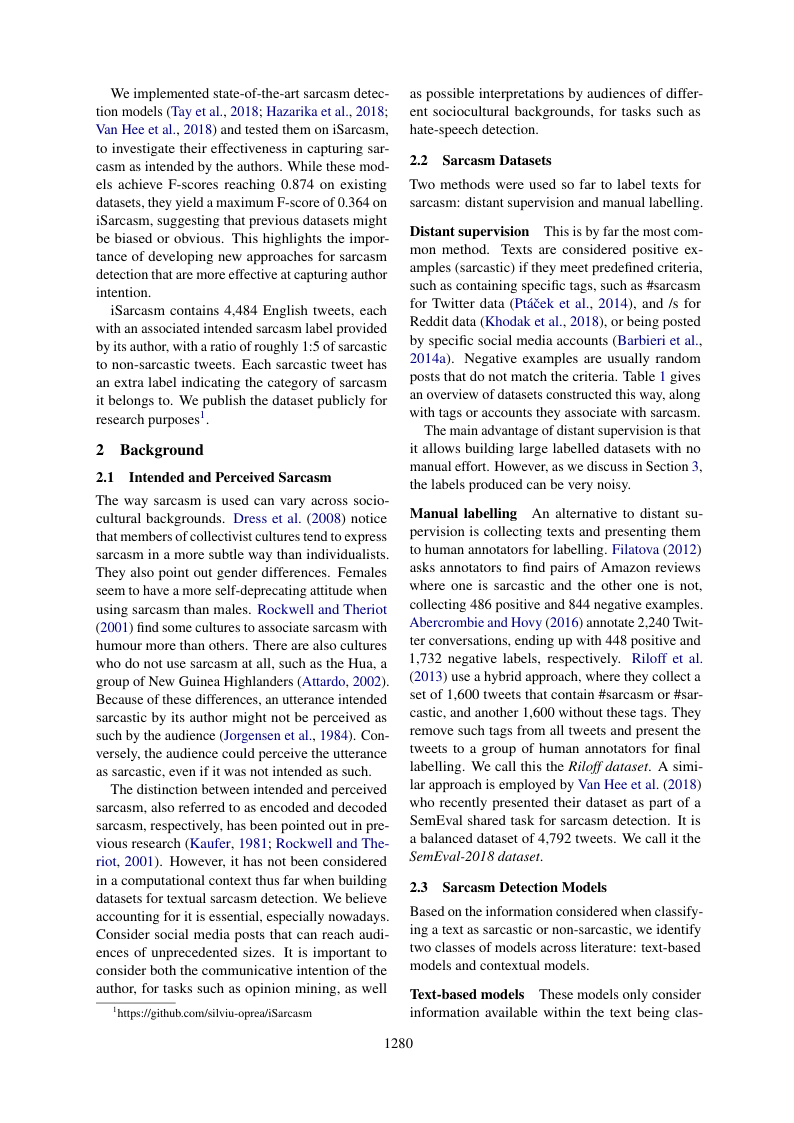 We implemented state-of-the-art sarcasm detec-
tion models (Tay et al., 2018; Hazarika et al., 2018;
Van Hee et al., 2018) and tested them on iSarcasm,
to investigate their effectiveness in capturing sar-
casm as intended by the authors. While these mod-
els achieve F-scores reaching 0.874 on existing
datasets, they yield a maximum F-score of 0.364 on
iSarcasm, suggesting that previous datasets might
be biased or obvious. This highlights the impor-
tance of developing new approaches for sarcasm
detection that are more effective at capturing author
intention.
iSarcasm contains 4,484 English tweets, each
with an associated intended sarcasm label provided
by its author, with a ratio of roughly 1:5 of sarcastic
to non-sarcastic tweets. Each sarcastic tweet has
an extra label indicating the category of sarcasm
it belongs to. We publish the dataset publicly for
research purposes1.
2 Background
2.1 Intended and Perceived Sarcasm
The way sarcasm is used can vary across socio-
cultural backgrounds. Dress et al. (2008) notice
that members of collectivist cultures tend to express
sarcasm in a more subtle way than individualists.
They also point out gender differences. Females
seem to have a more self-deprecating attitude when
using sarcasm than males. Rockwell and Theriot
(2001) find some cultures to associate sarcasm with
humour more than others. There are also cultures
who do not use sarcasm at all, such as the Hua, a
group of New Guinea Highlanders (Attardo, 2002).
Because of these differences, an utterance intended
sarcastic by its author might not be perceived as
such by the audience (Jorgensen et al., 1984). Con-
versely, the audience could perceive the utterance
as sarcastic, even if it was not intended as such.
The distinction between intended and perceived
sarcasm, also referred to as encoded and decoded
sarcasm, respectively, has been pointed out in pre-
vious research (Kaufer, 1981; Rockwell and The-
riot, 2001). However, it has not been considered
in a computational context thus far when building
datasets for textual sarcasm detection. We believe
accounting for it is essential, especially nowadays.
Consider social media posts that can reach audi-
ences of unprecedented sizes. It is important to
consider both the communicative intention of the
author, for tasks such as opinion mining, as well
1https://github.com/silviu-oprea/iSarcasm
as possible interpretations by audiences of differ-
ent sociocultural backgrounds, for tasks such as
hate-speech detection.
2.2 Sarcasm Datasets
Two methods were used so far to label texts for
sarcasm: distant supervision and manual labelling.
Distant supervision This is by far the most com-
mon method. Texts are considered positive ex-
amples (sarcastic) if they meet predefined criteria,
such as containing specific tags, such as #sarcasm
for Twitter data (Ptáček et al., 2014), and /s for
Reddit data (Khodak et al., 2018), or being posted
by specific social media accounts (Barbieri et al.,
2014a). Negative examples are usually random
posts that do not match the criteria. Table 1 gives
an overview of datasets constructed this way, along
with tags or accounts they associate with sarcasm.
The main advantage of distant supervision is that
it allows building large labelled datasets with no
manual effort. However, as we discuss in Section 3,
the labels produced can be very noisy.
Manual labelling An alternative to distant su-
pervision is collecting texts and presenting them
to human annotators for labelling. Filatova (2012)
asks annotators to find pairs of Amazon reviews
where one is sarcastic and the other one is not,
collecting 486 positive and 844 negative examples.
Abercrombie and Hovy (2016) annotate 2,240 Twit-
ter conversations, ending up with 448 positive and
1,732 negative labels, respectively. Riloff et al.
(2013) use a hybrid approach, where they collect a
set of 1,600 tweets that contain #sarcasm or #sar-
castic, and another 1,600 without these tags. They
remove such tags from all tweets and present the
tweets to a group of human annotators for final
labelling. We call this the Riloff dataset. A simi-
lar approach is employed by Van Hee et al. (2018)
who recently presented their dataset as part of a
SemEval shared task for sarcasm detection. It is
a balanced dataset of 4,792 tweets. We call it the
SemEval-2018 dataset.
2.3 Sarcasm Detection Models
Based on the information considered when classify-
ing a text as sarcastic or non-sarcastic, we identify
two classes of models across literature: text-based
models and contextual models.
Text-based models These models only consider
information available within the text being clas-
1280